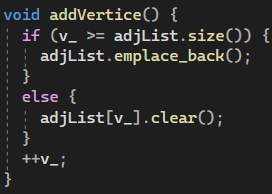 void addVertice() {
  if (v_ >= adjList.size()) {
    adjList.emplace_back();
  }
  else {
    adjList[v_].clear();
  }
  ++v_;
}